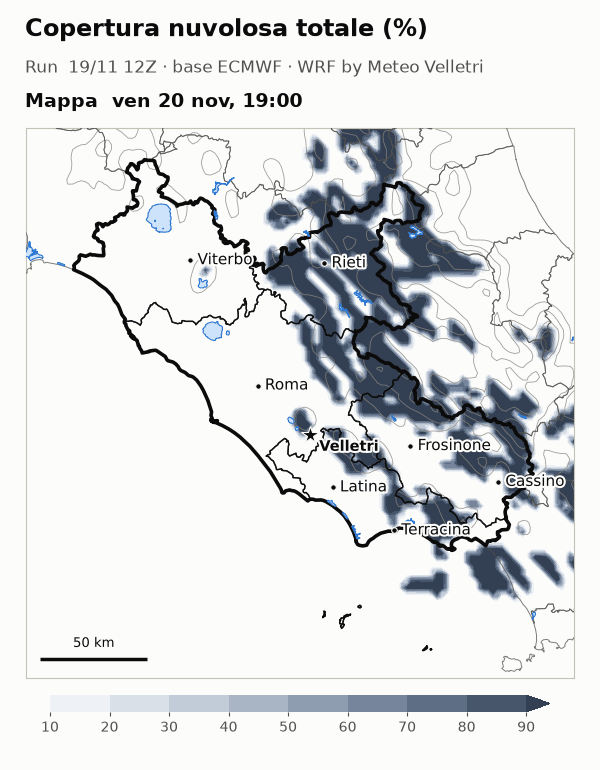 Copertura nuvolosa totale (%)
Run  19/11 12Z · base ECMWF · WRF by Meteo Velletri
Mappa  ven 20 nov, 19:00
Viterbo
Rieti
Roma
Velletri
Frosinone
Latina
Cassino
Terracina
50 km
10 20 30 40 50 60 70 80 90